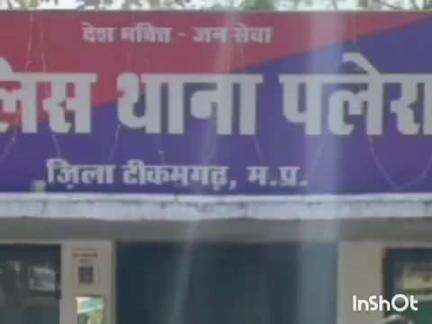 देश भक्ति - जन सेवा
लिस थाना पलेरा
ज़िला टीकमगढ़, म.प्र.
InShOt